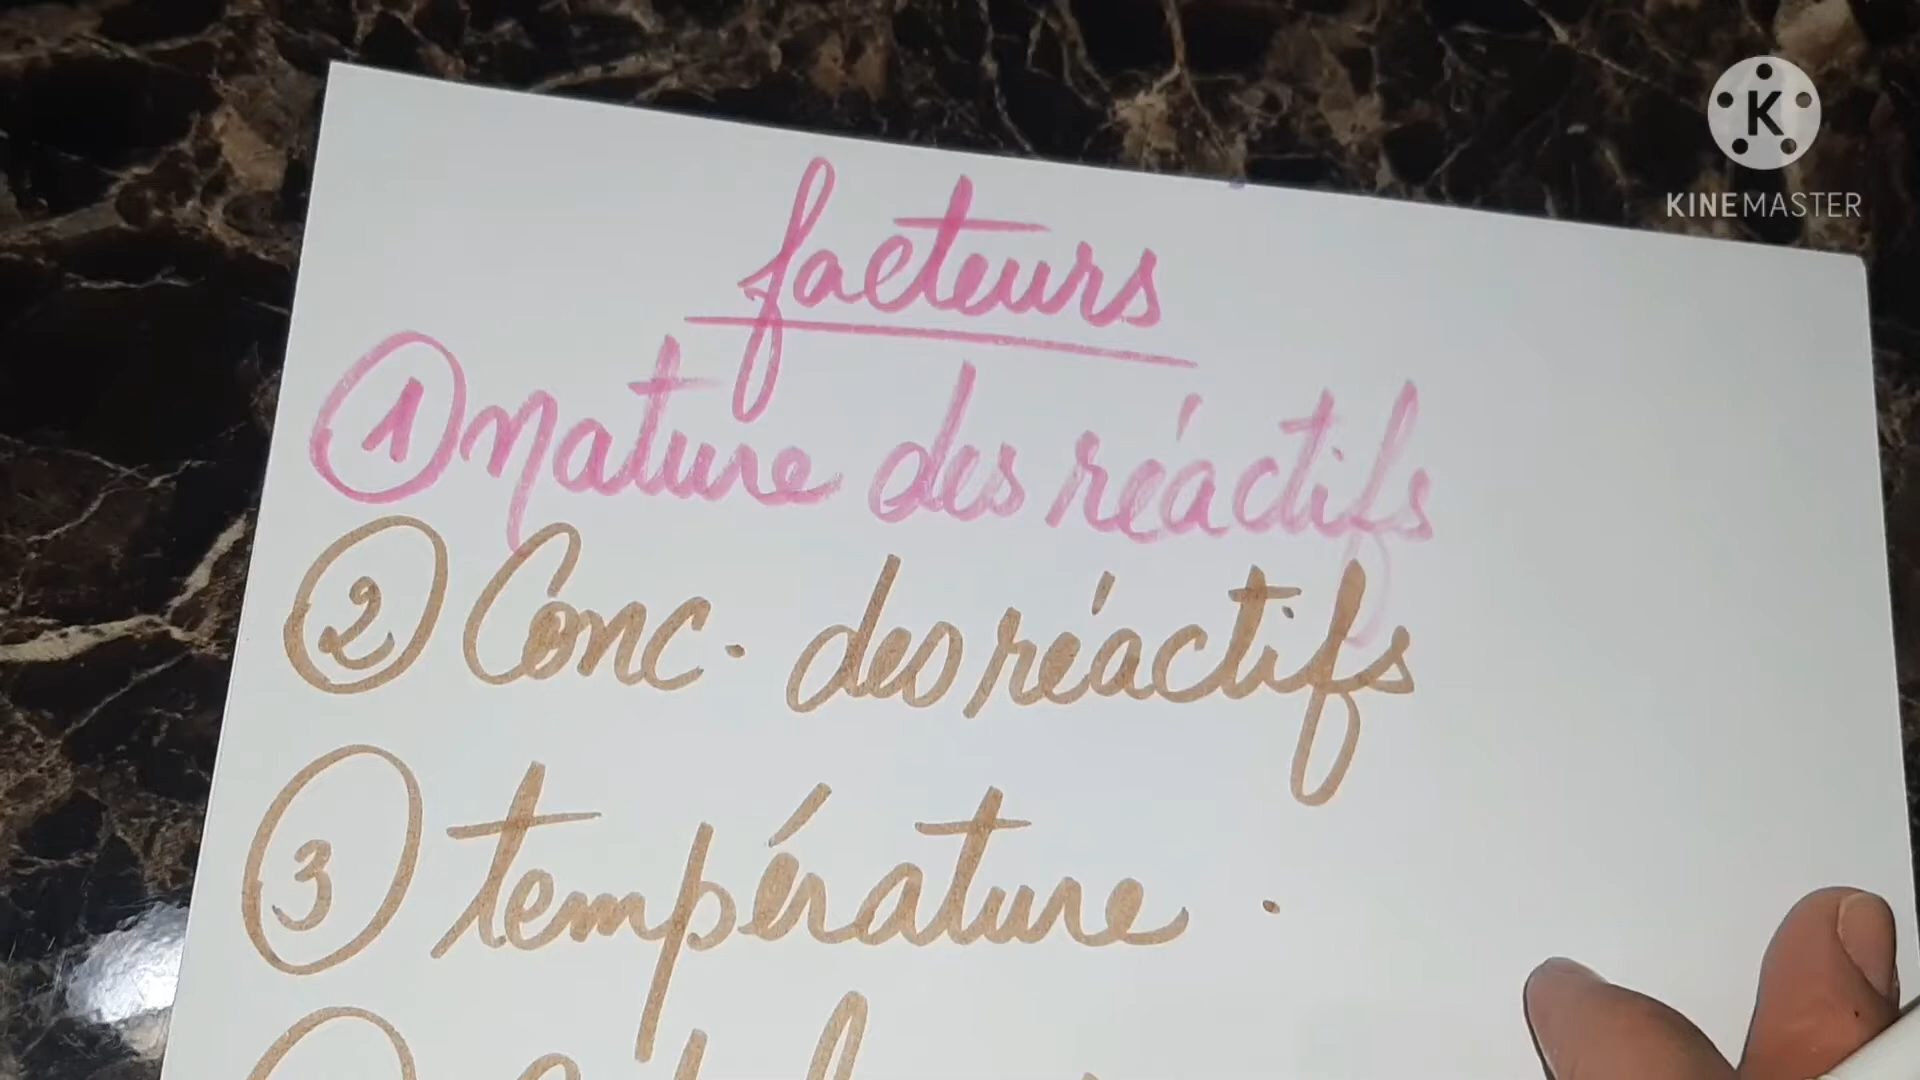 K
KINEMASTER
facteurs
1 nature des réactifs
2 Conc. des réactifs
3 température.